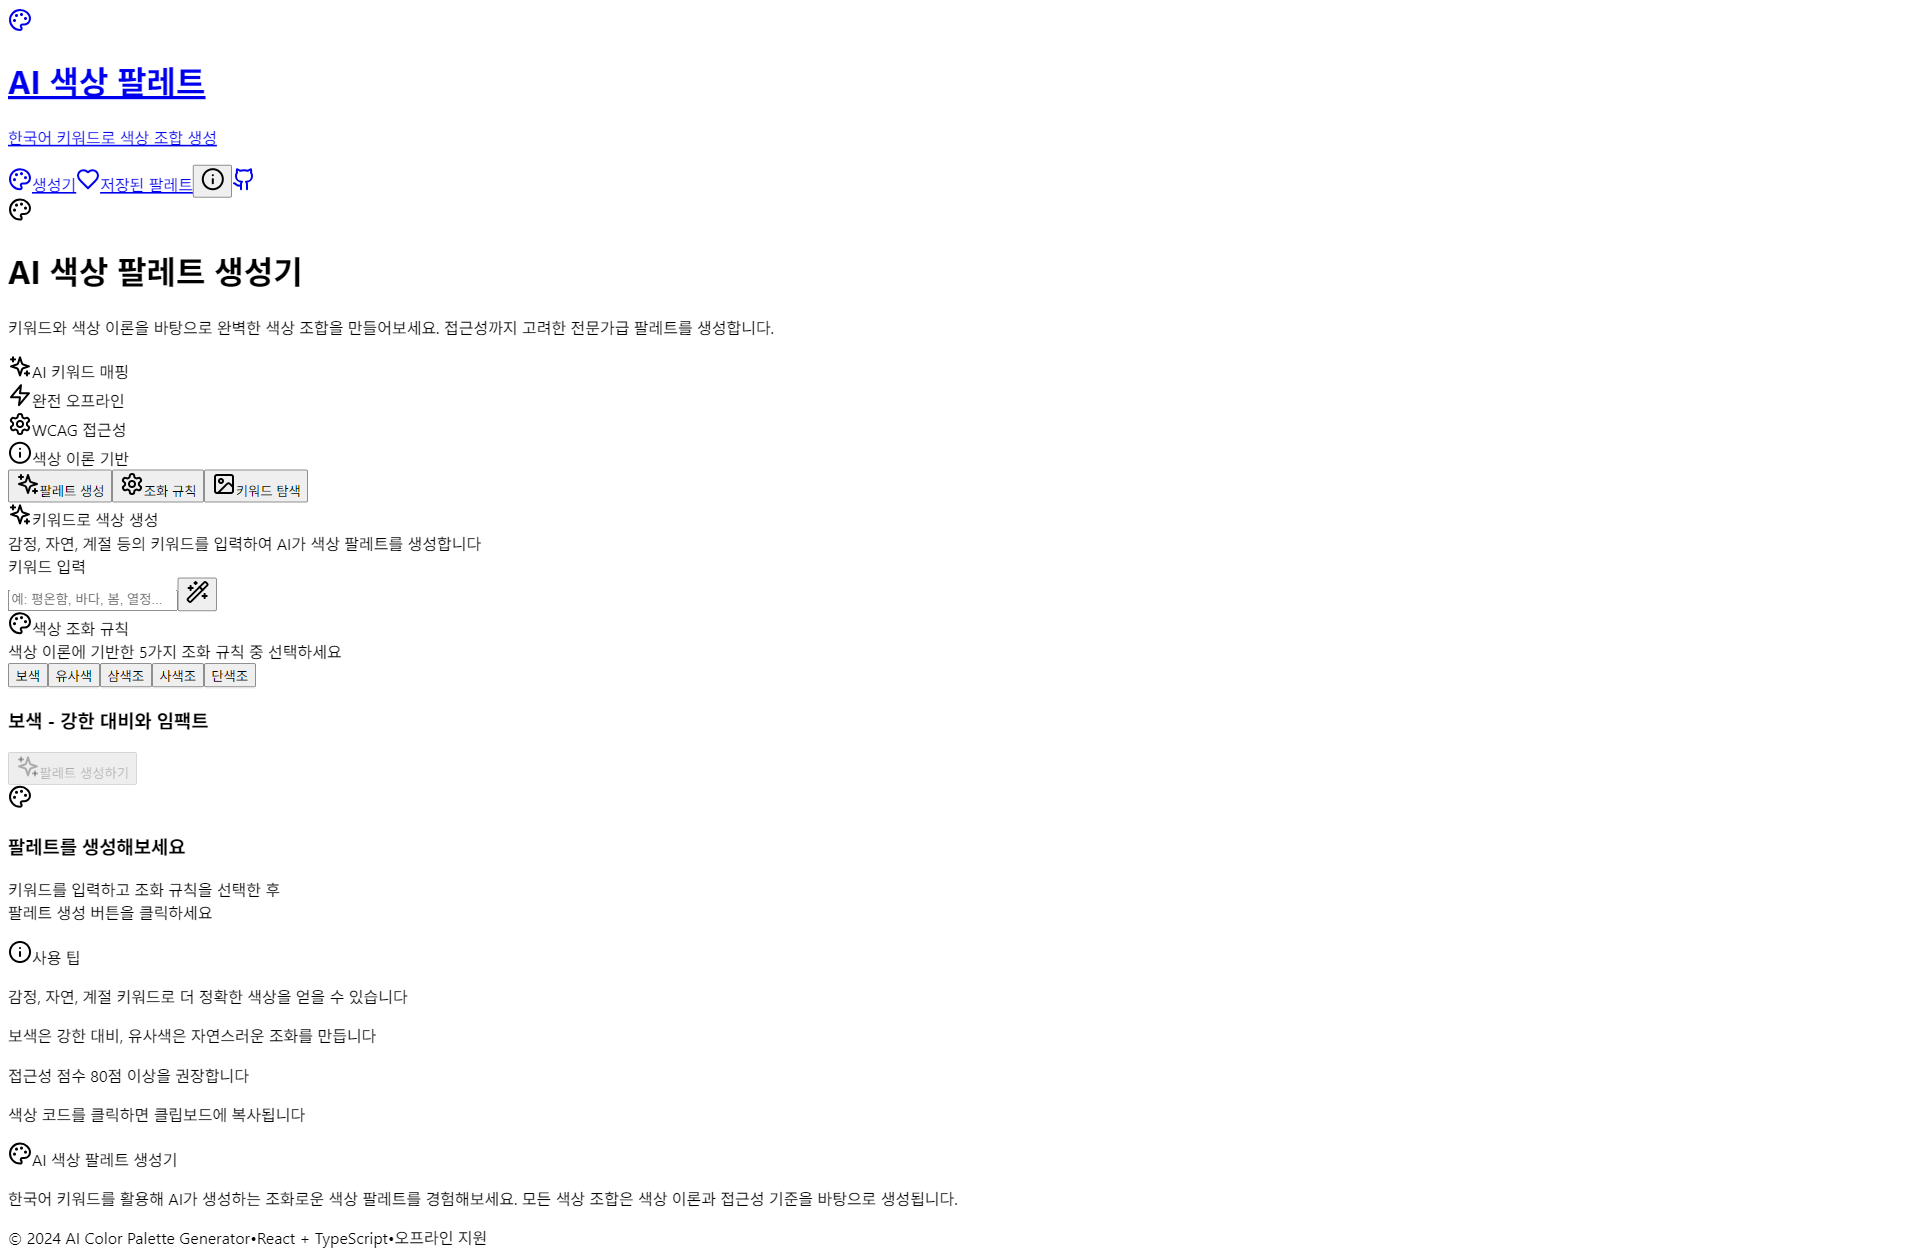 AI 색상 팔레트
한국어 키워드로 색상 조합 생성
생성기 저장된 팔레트
AI 색상 팔레트 생성기
키워드와 색상 이론을 바탕으로 완벽한 색상 조합을 만들어보세요. 접근성까지 고려한 전문가급 팔레트를 생성합니다.
AI 키워드 매핑
완전 오프라인
WCAG 접근성
색상 이론 기반
팔레트 생성 조화 규칙 키워드 탐색
키워드로 색상 생성
감정, 자연, 계절 등의 키워드를 입력하여 AI가 색상 팔레트를 생성합니다
키워드 입력
예: 평온함, 바다, 봄, 열정...
색상 조화 규칙
색상 이론에 기반한 5가지 조화 규칙 중 선택하세요
보색 유사색 삼색조 사색조 단색조
보색 - 강한 대비와 임팩트
팔레트 생성하기
팔레트를 생성해보세요
키워드를 입력하고 조화 규칙을 선택한 후
팔레트 생성 버튼을 클릭하세요
사용 팁
감정, 자연, 계절 키워드로 더 정확한 색상을 얻을 수 있습니다
보색은 강한 대비, 유사색은 자연스러운 조화를 만듭니다
접근성 점수 80점 이상을 권장합니다
색상 코드를 클릭하면 클립보드에 복사됩니다
AI 색상 팔레트 생성기
한국어 키워드를 활용해 AI가 생성하는 조화로운 색상 팔레트를 경험해보세요. 모든 색상 조합은 색상 이론과 접근성 기준을 바탕으로 생성됩니다.
© 2024 AI Color Palette Generator•React + TypeScript•오프라인 지원